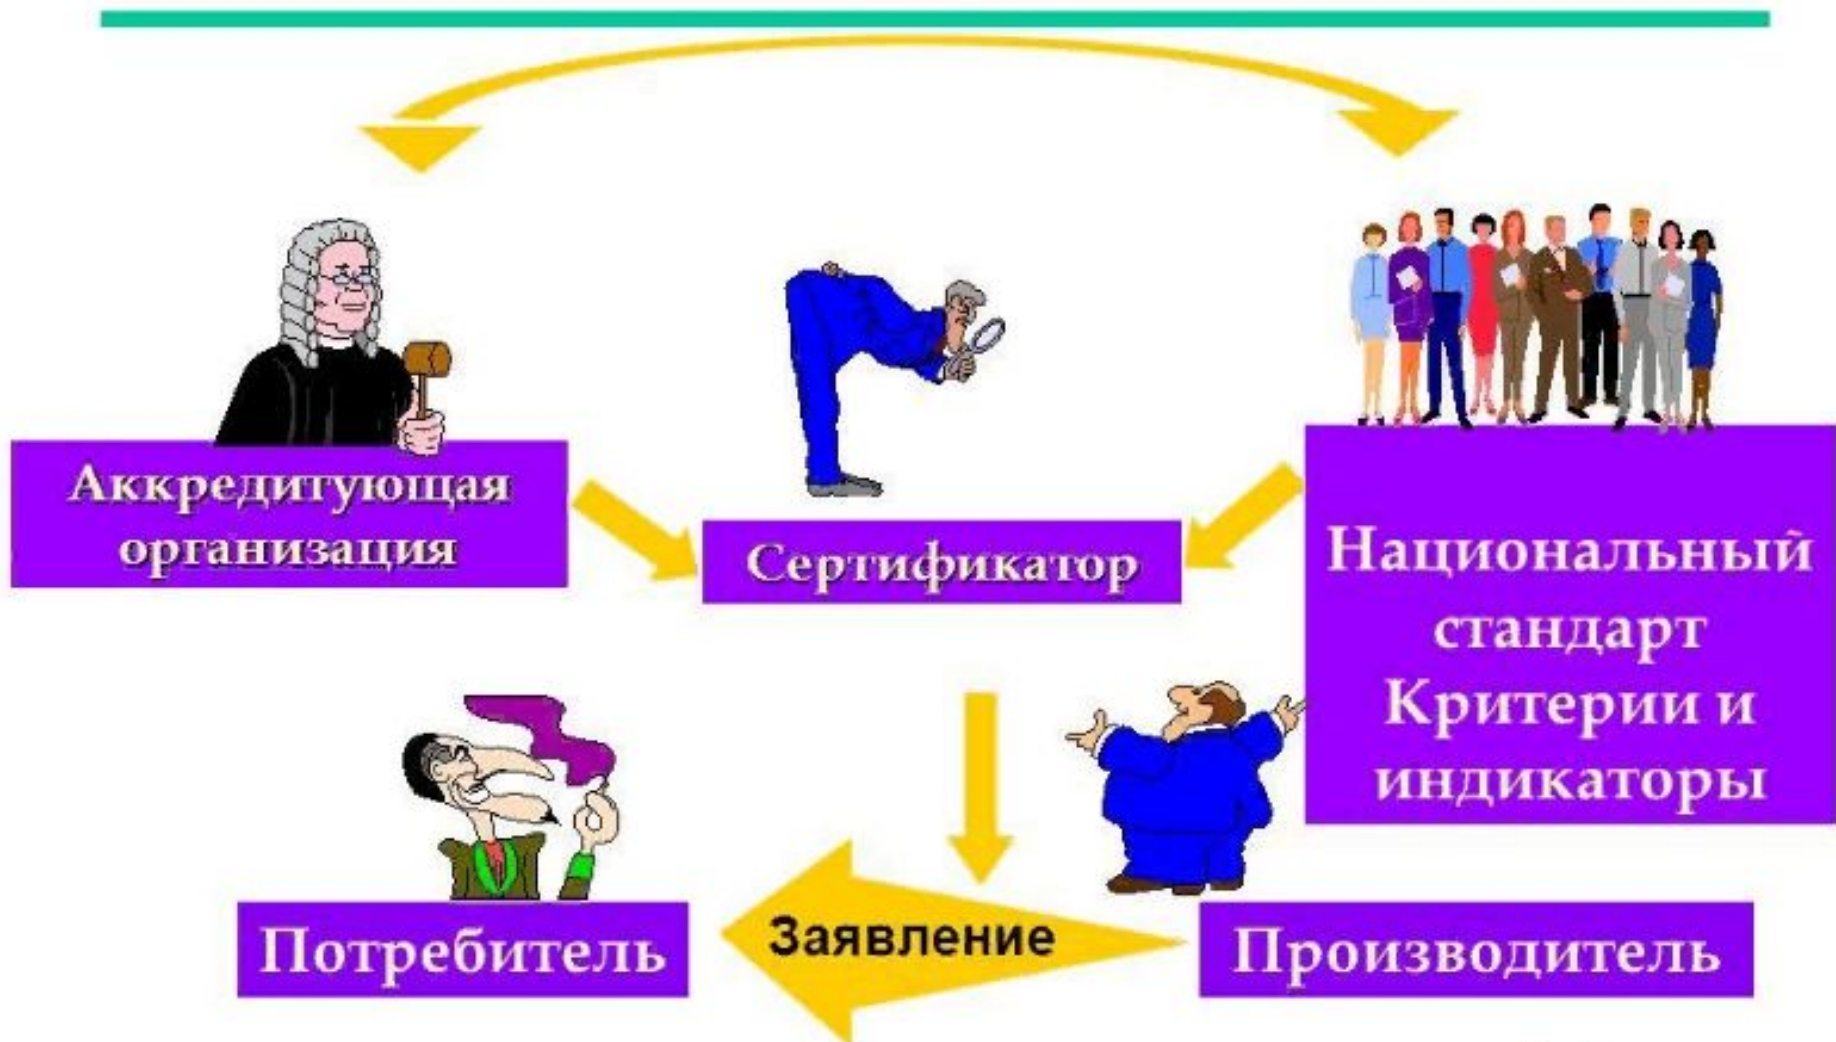 Аккредитующая
организация
Сертификатор
Национальный
стандарт
Критерии и
индикаторы
Потребитель
Заявление
Производитель